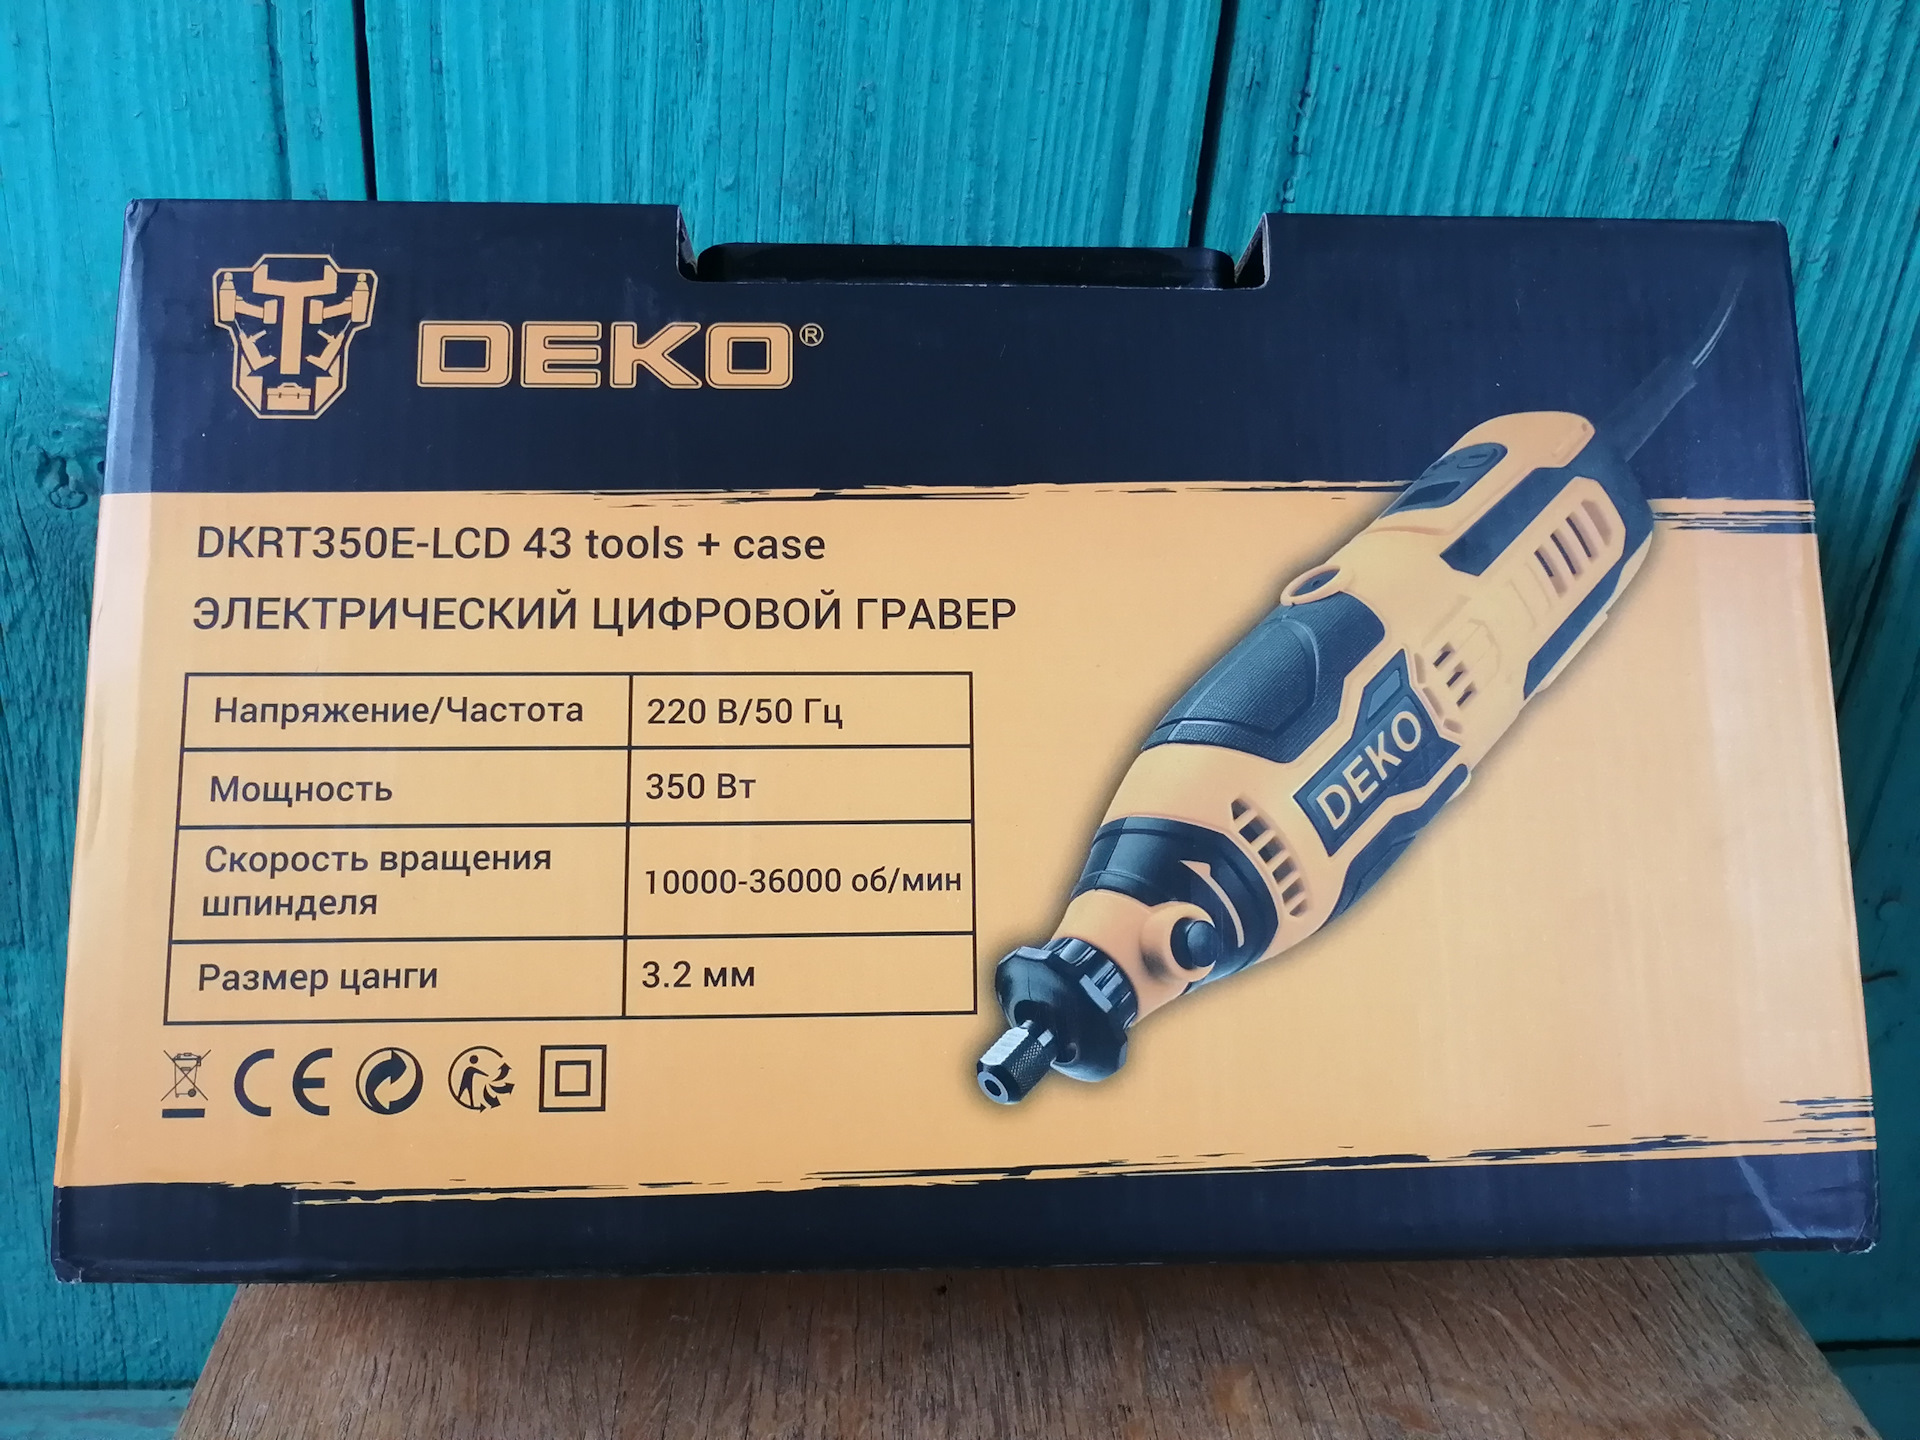 DEKO®
DKRT350E-LCD 43 tools + case
ЭЛЕКТРИЧЕСКИЙ ЦИФРОВОЙ ГРАВЕР
Напряжение/Частота 220 В/50 Гц
Мощность 350 Вт
Скорость вращения
шпинделя 10000-36000 об/мин
Размер цанги 3.2 мм
CE
DEKO